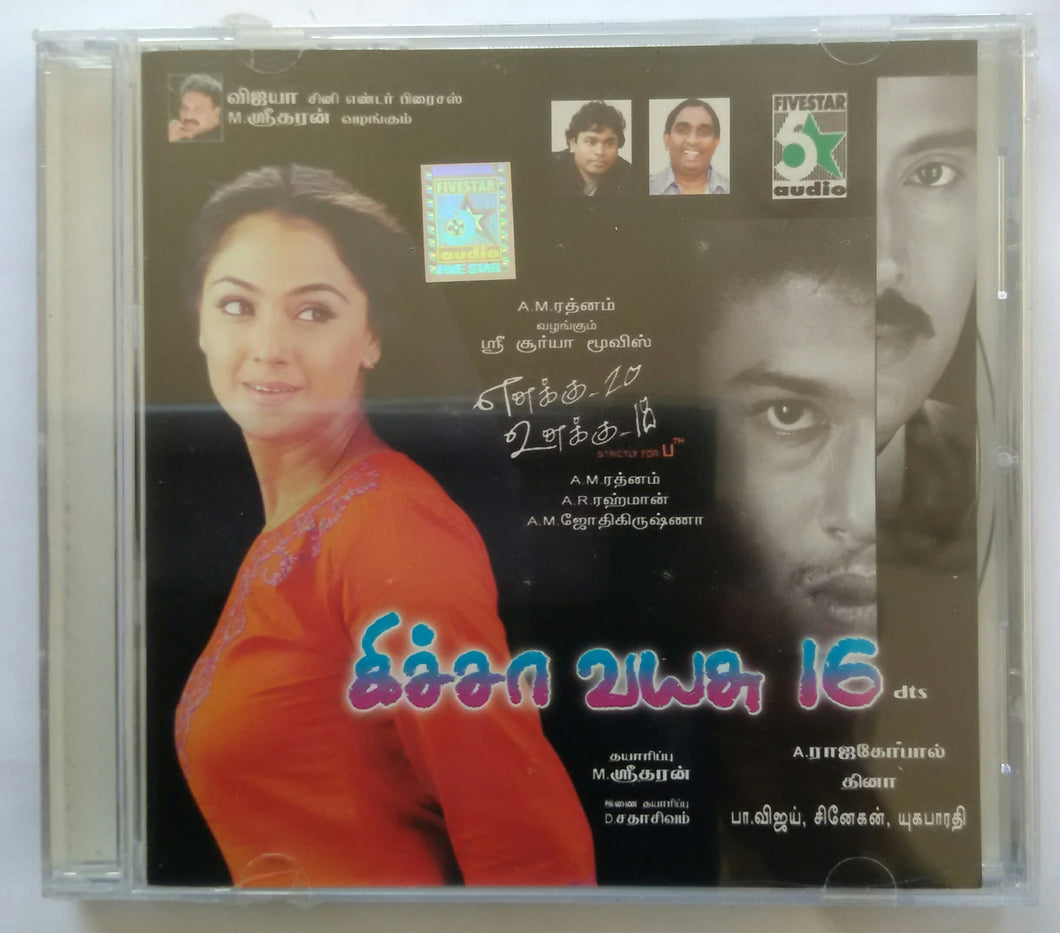 விஜயா சினி எண்டர் பிரைசஸ்
M.ஸ்ரீதரன் வழங்கும்
FIVESTAR
audio
FIVESTAR
audio
FIVE STAR
A.M.ரத்னம்
வழங்கும்
ஸ்ரீ சூர்யா மூவிஸ்
எனக்கு-20
உனக்கு-18
STRICTLY FOR UTH
A.M.ரத்னம்
A.R.ரஹ்மான்
A.M.ஜோதிகிருஷ்ணா
கிச்சா வயசு 16
dts
தயாரிப்பு
M.ஸ்ரீதரன்
இணை தயாரிப்பு
D.சதாசிவம்
A.ராஜகோபால்
தினா
பா.விஜய், சினேகன், யுகபாரதி